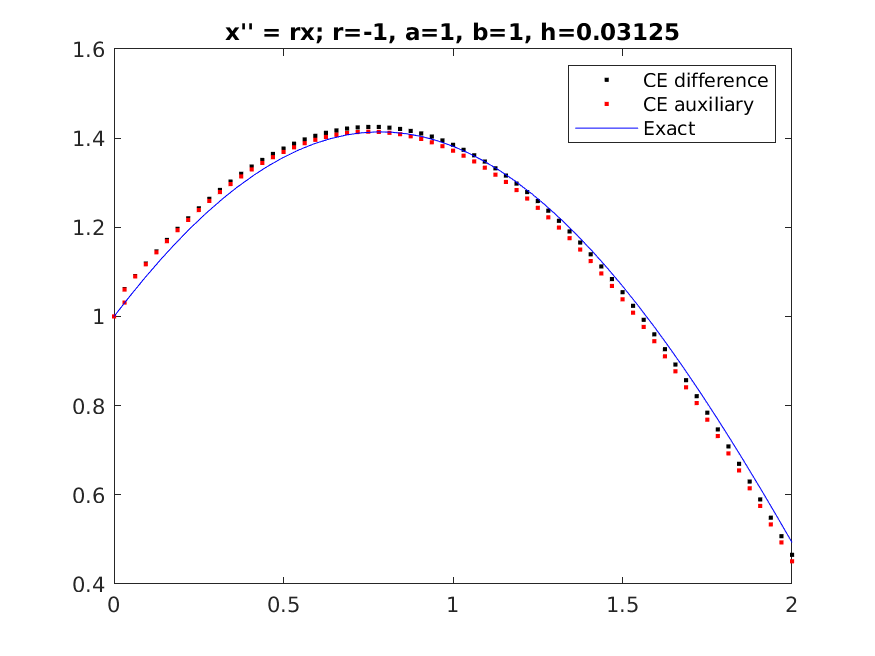 x'' = rx; r=-1, a=1, b=1, h=0.03125
1.6
1.4
1.2
1
0.8
0.6
0.4
CE difference
CE auxiliary
Exact
0 0.5 1 1.5 2